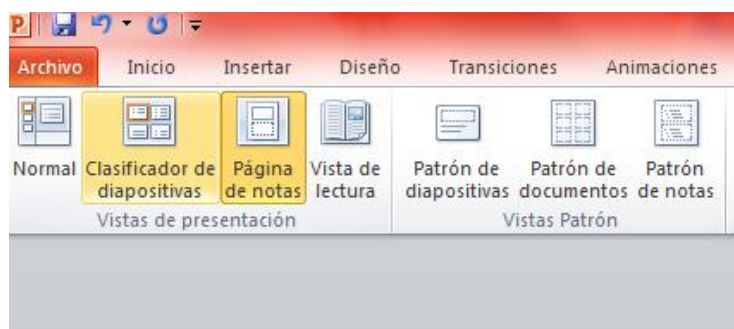 Archivo Inicio Insertar Diseño Transiciones Animaciones
Normal Clasificador de diapositivas Página de notas Vista de lectura Patrón de diapositivas Patrón de documentos Patrón de notas
Vistas de presentación Vistas Patrón